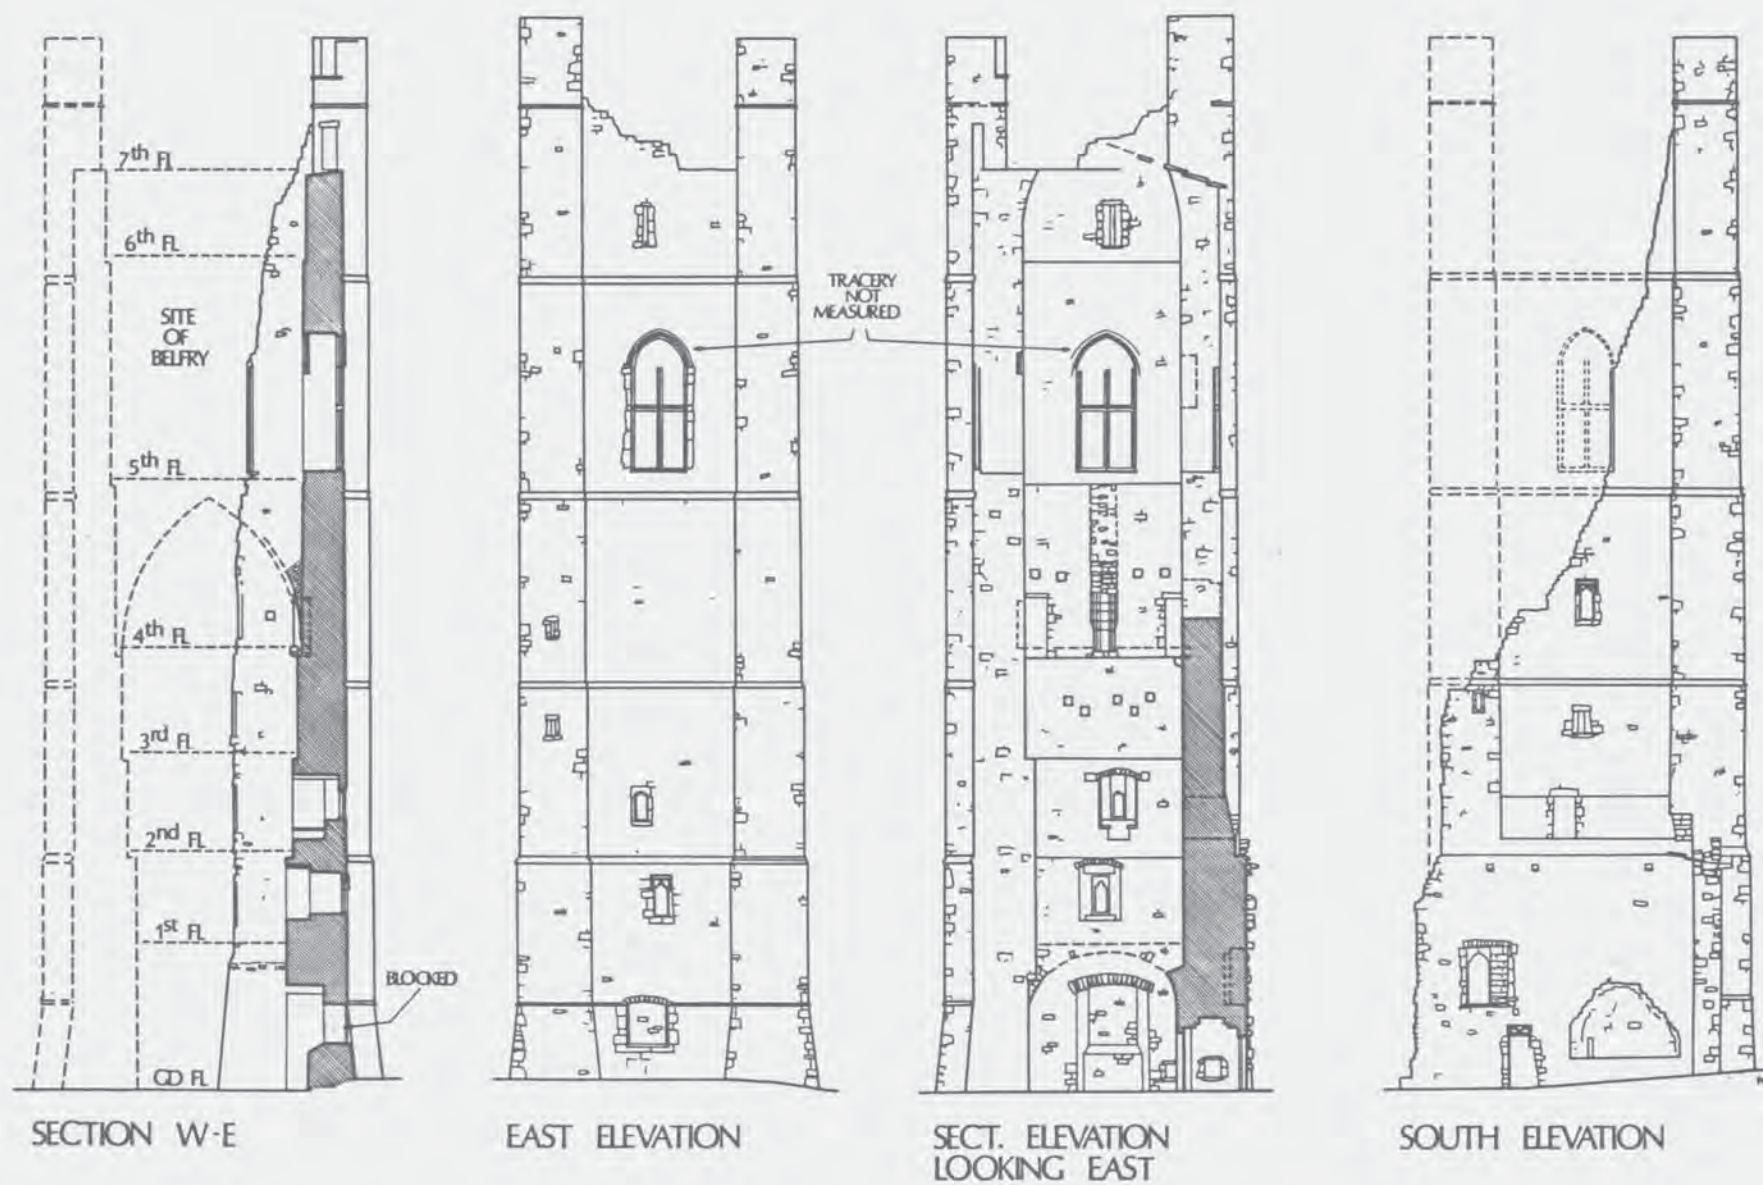 7th FL
6th FL
SITE
OF
BELFRY
5th FL
4th FL
3rd FL
2nd FL
1st FL
GD FL
BLOCKED
TRACERY
NOT
MEASURED
SECTION W-E
EAST ELEVATION
SECT. ELEVATION
LOOKING EAST
SOUTH ELEVATION